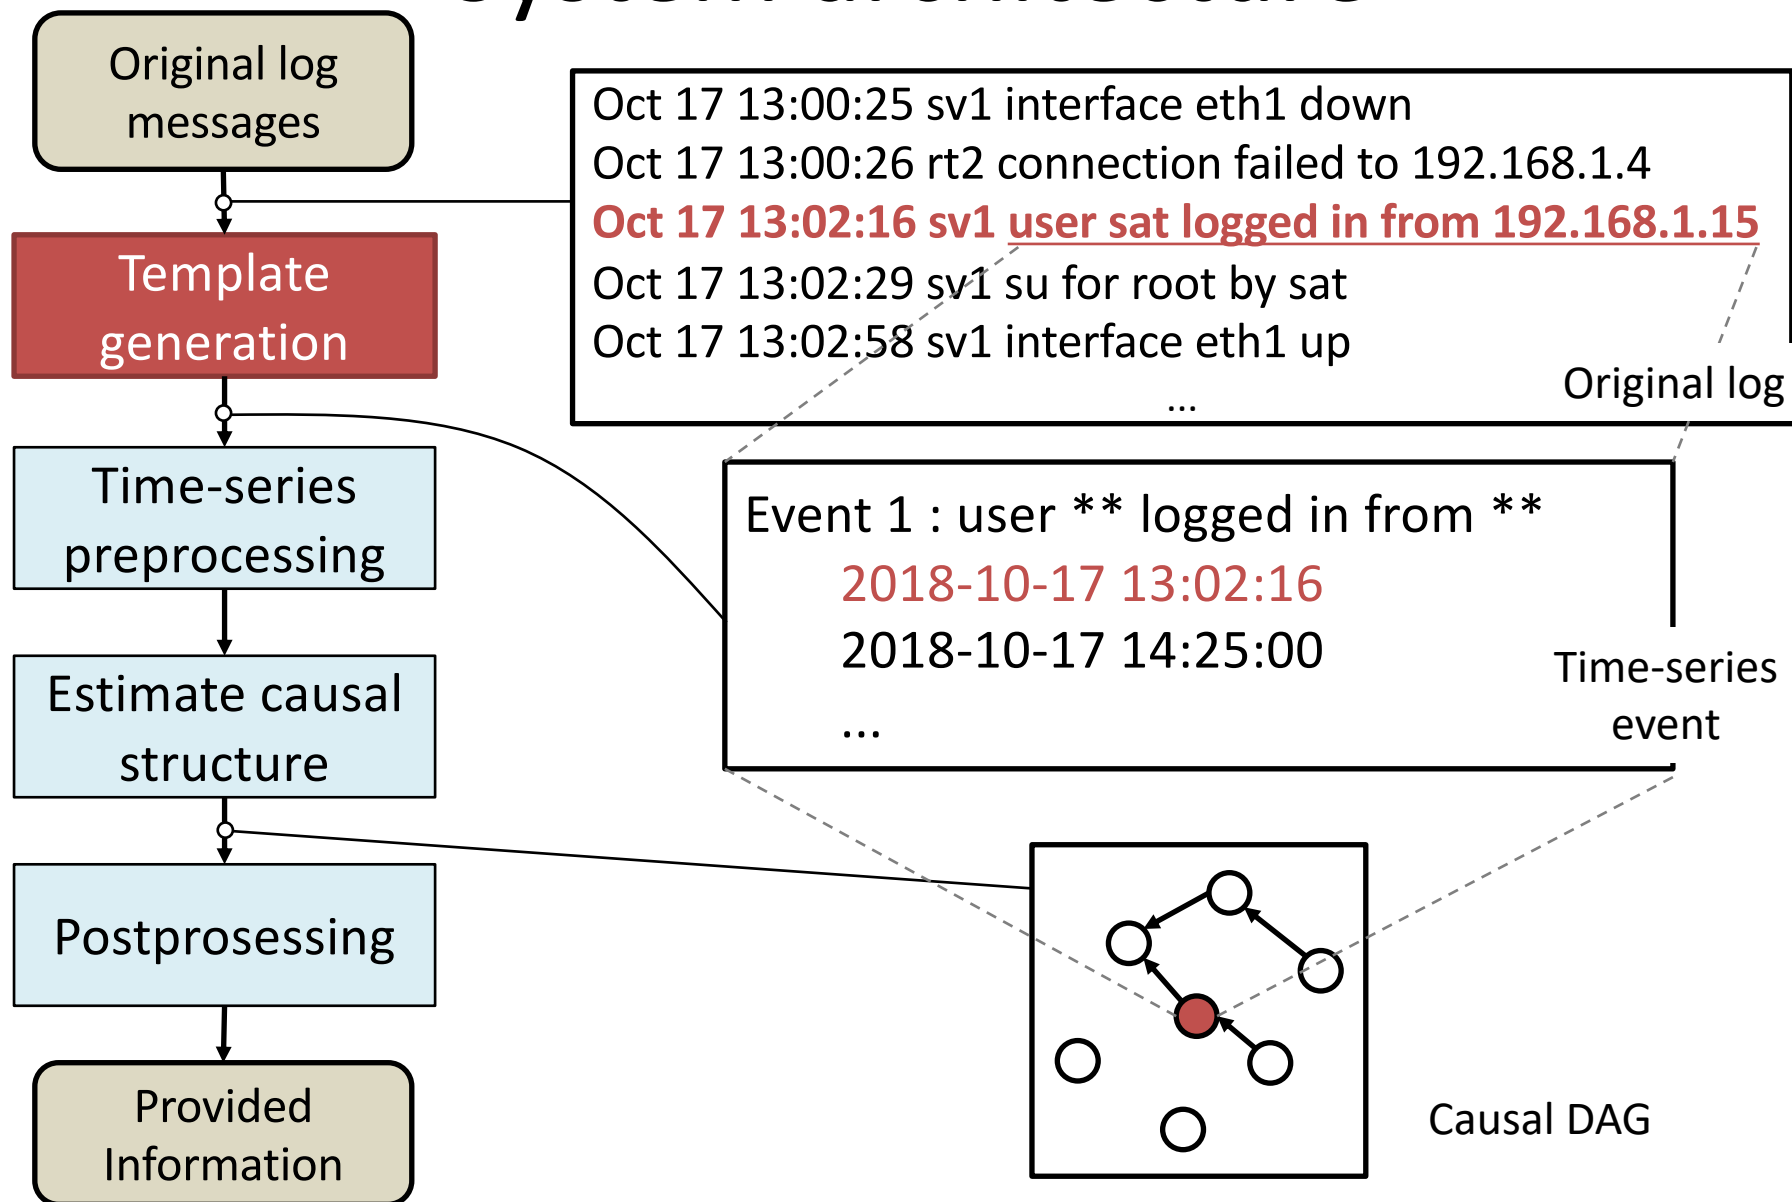 System architecture
Original log
messages
Template
generation
Time-series
preprocessing
Estimate causal
structure
Postprosessing
Provided
Information
Oct 17 13:00:25 sv1 interface eth1 down
Oct 17 13:00:26 rt2 connection failed to 192.168.1.4
Oct 17 13:02:16 sv1 user sat logged in from 192.168.1.15
Oct 17 13:02:29 sv1 su for root by sat
Oct 17 13:02:58 sv1 interface eth1 up
...
Original log
Event 1 : user ** logged in from **
2018-10-17 13:02:16
2018-10-17 14:25:00
...
Time-series
event
Causal DAG